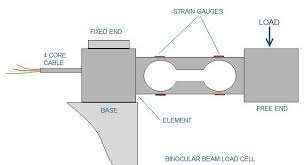 STRAIN GAUGES
LOAD
FIXED END
4 CORE
CABLE
BASE
ELEMENT
FREE END
BINOCULAR BEAM LOAD CELL